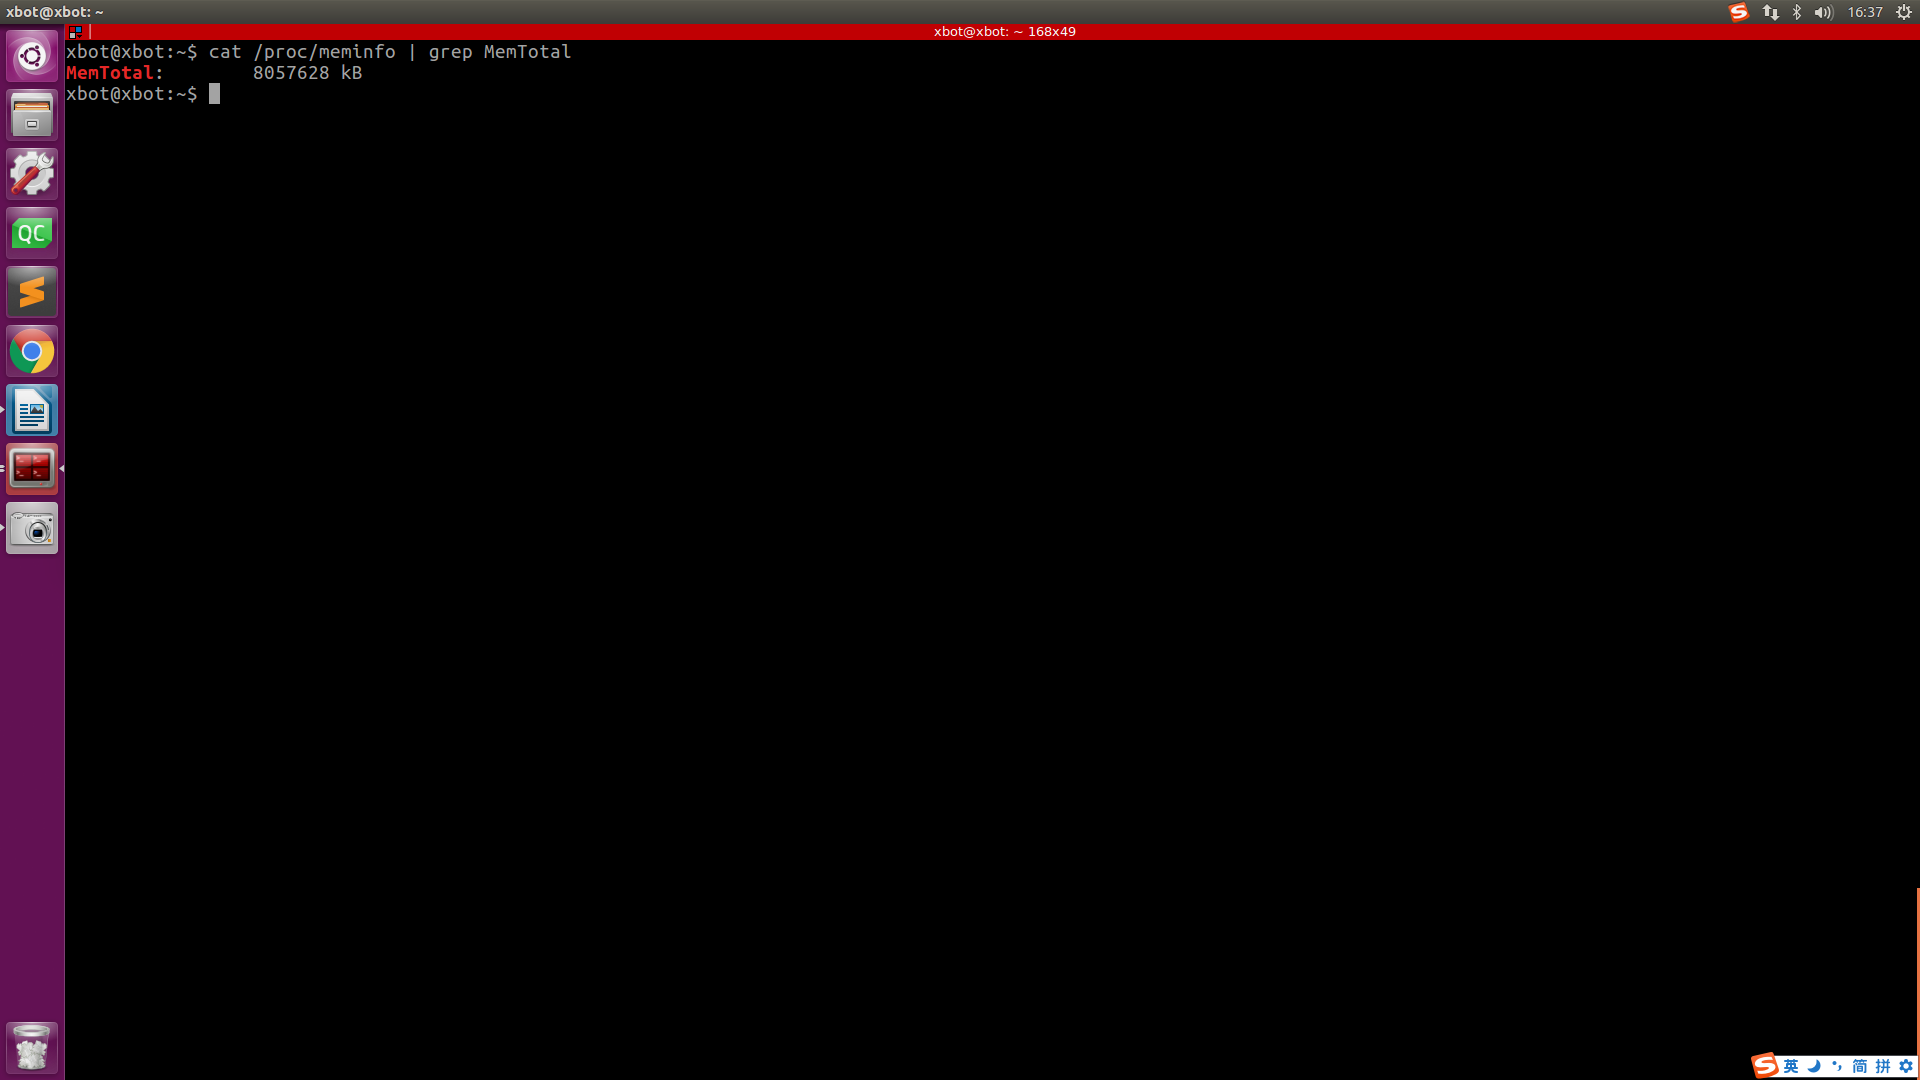 xbot@xbot: ~
16:37
xbot@xbot: ~ 168x49
xbot@xbot:~$ cat /proc/meminfo | grep MemTotal
MemTotal:        8057628 kB
xbot@xbot:~$
QC
英 简 拼